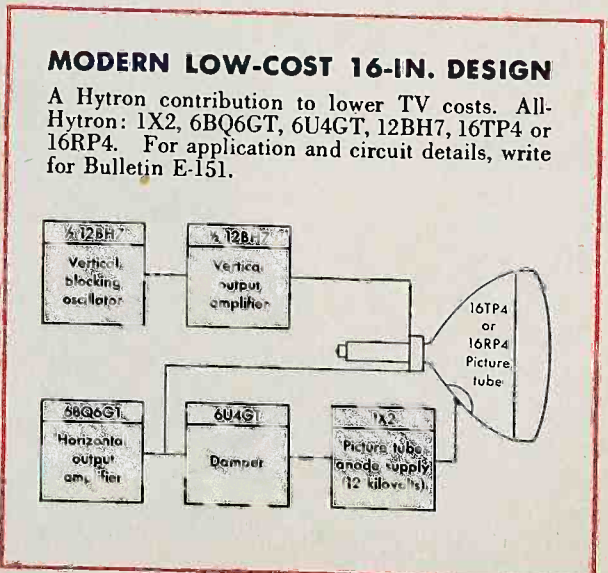 MODERN LOW-COST 16-IN. DESIGN
A Hytron contribution to lower TV costs. All-
Hytron: 1X2, 6BQ6GT, 6U4GT, 12BH7, 16TP4 or
16RP4. For application and circuit details, write
for Bulletin E-151.
½ 12BH7
Vertical
blocking
oscillator
½ 12BH7
Vertical
output
amplifier
16TP4
or
16RP4
Picture
tube
6BQ6GT
Horizontal
output
amplifier
6U4GT
Damper
1X2
Picture tube
anode supply
(12 kilovolts)